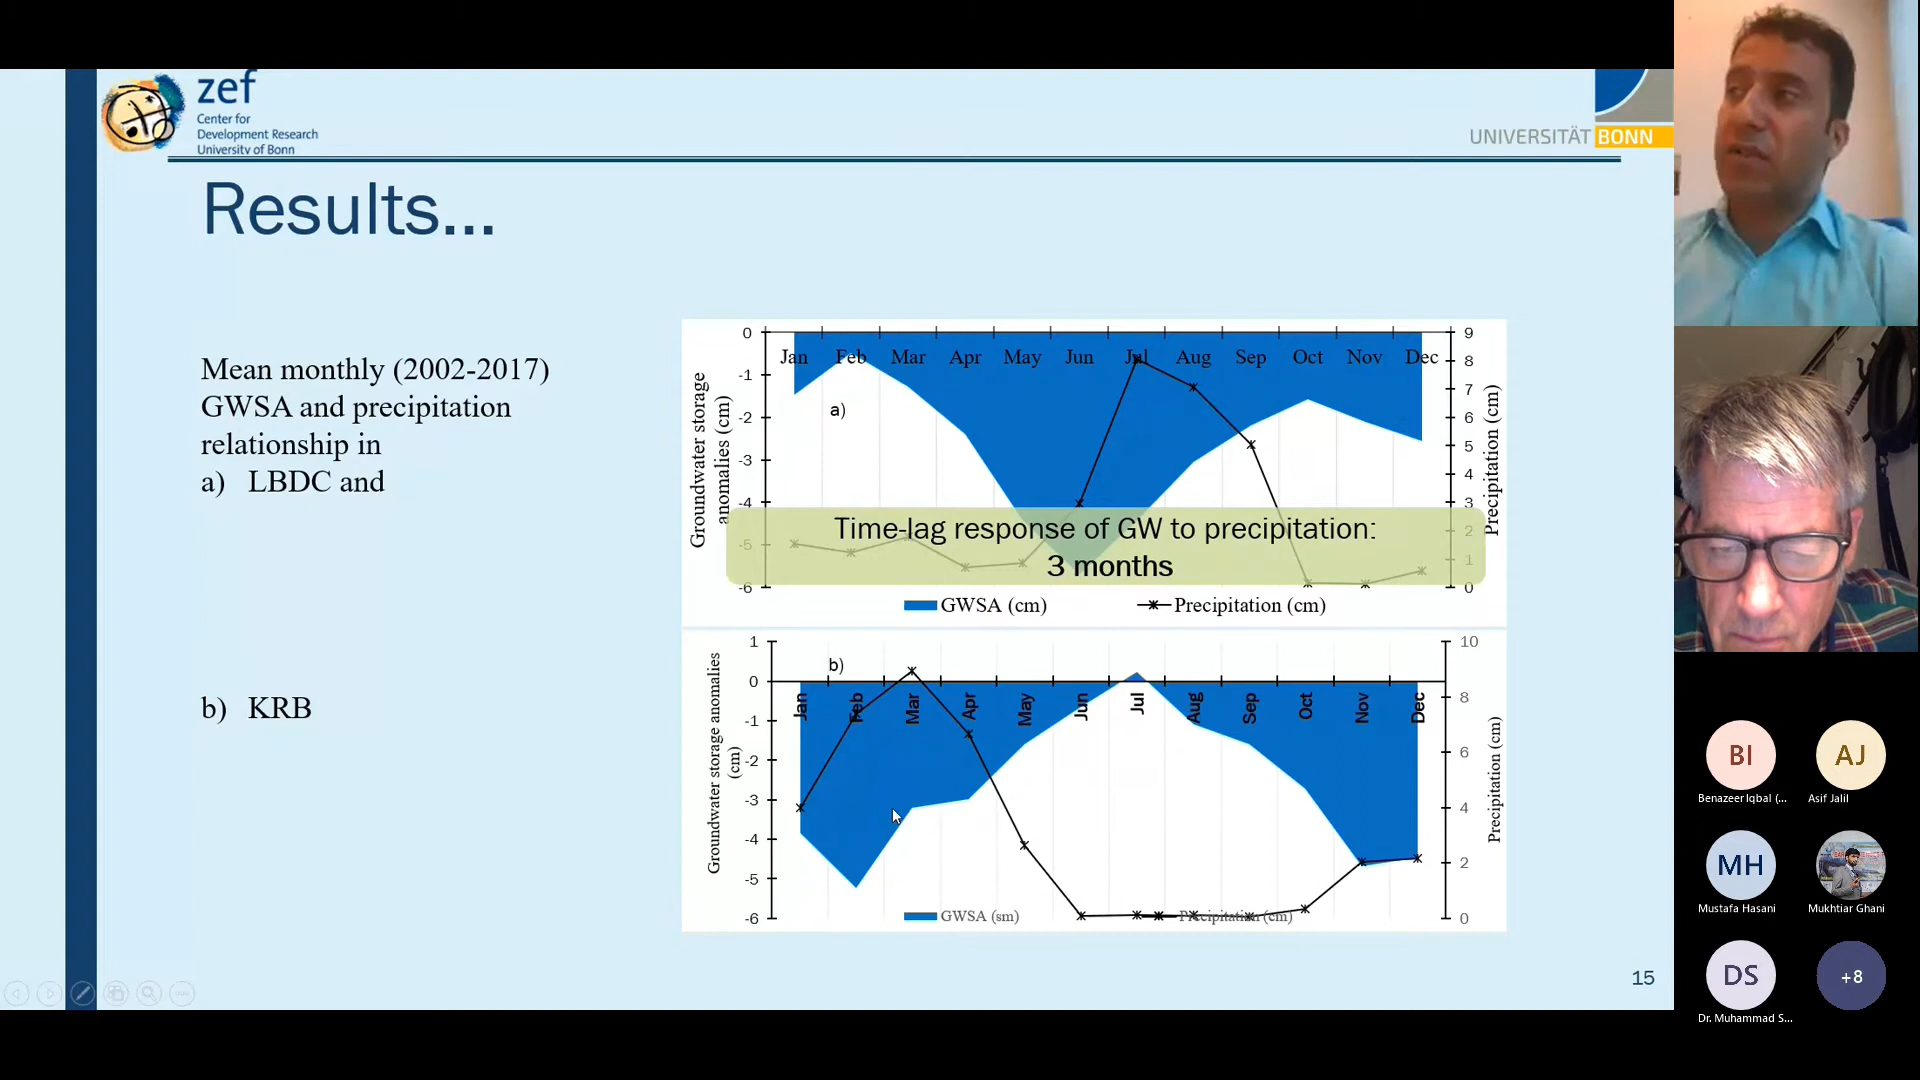 zef
Center for
Development Research
University of Bonn
UNIVERSITÄT BONN
Results...
Mean monthly (2002-2017)
GWSA and precipitation
relationship in
a) LBDC and
b) KRB
Groundwater storage
anomalies (cm)
0
-1
-2
-3
-4
-5
-6
Jan Feb Mar Apr May Jun Jul Aug Sep Oct Nov Dec
a)
9
8
7
6
5
4
3
2
1
0
Precipitation (cm)
Time-lag response of GW to precipitation:
3 months
GWSA (cm) Precipitation (cm)
Groundwater storage anomalies
(cm)
1
0
-1
-2
-3
-4
-5
-6
b)
Jan Feb Mar Apr May Jun Jul Aug Sep Oct Nov Dec
10
8
6
4
2
0
Precipitation (cm)
GWSA (sm) Precipitation (cm)
15
BI AJ
Benazeer Iqbal (... Asif Jalil
MH
Mustafa Hasani Mukhtiar Ghani
DS +8
Dr. Muhammad S...